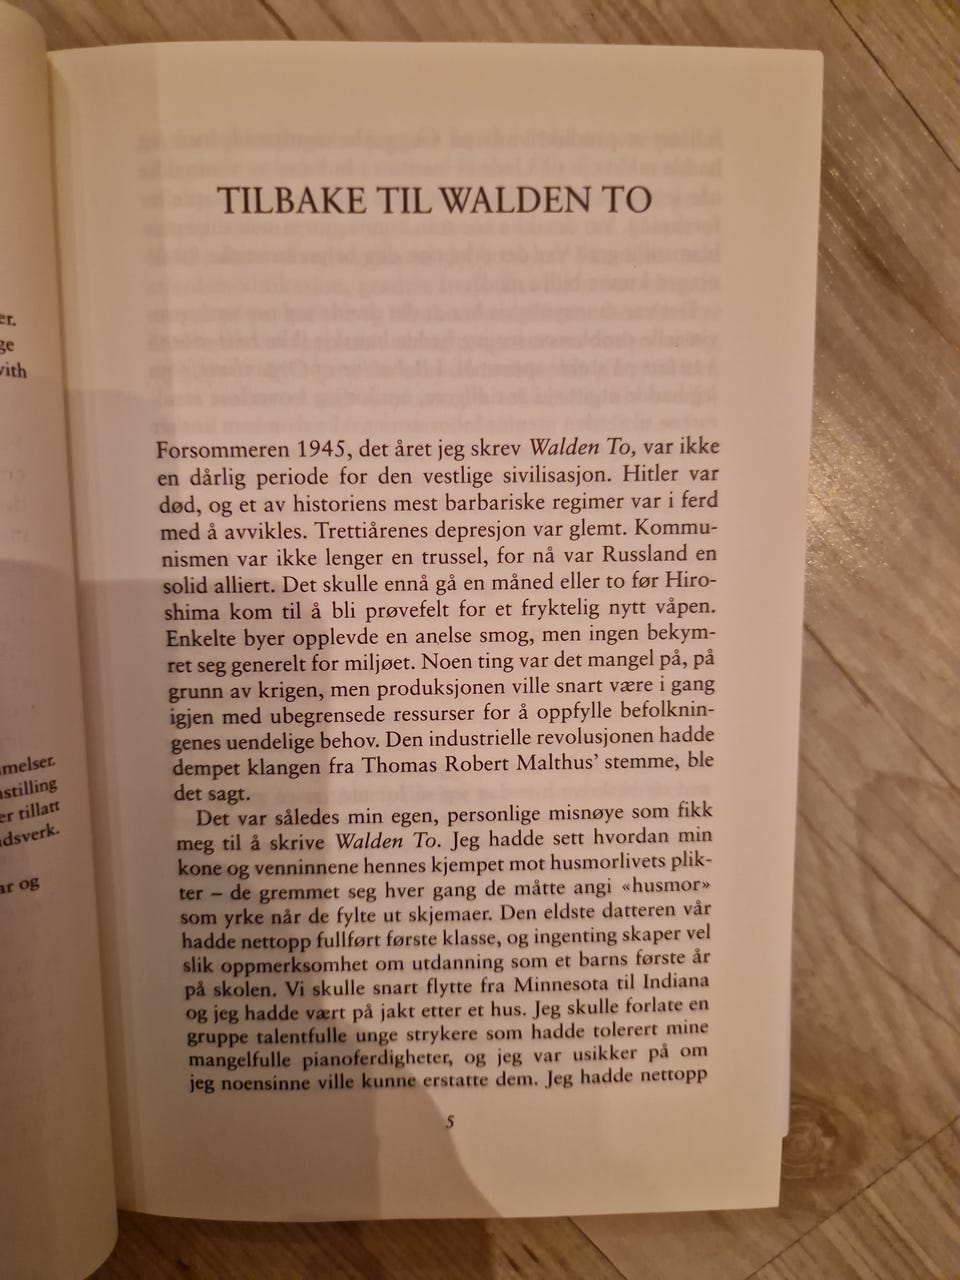 er.
ge
with
melser.
nstilling
er tillatt
dsverk.
ar og
TILBAKE TIL WALDEN TO
Forsommeren 1945, det året jeg skrev Walden To, var ikke
en dårlig periode for den vestlige sivilisasjon. Hitler var
død, og et av historiens mest barbariske regimer var i ferd
med å avvikles. Trettiårenes depresjon var glemt. Kommu-
nismen var ikke lenger en trussel, for nå var Russland en
solid alliert. Det skulle ennå gå en måned eller to før Hiro-
shima kom til å bli prøvefelt for et fryktelig nytt våpen.
Enkelte byer opplevde en anelse smog, men ingen bekym-
ret seg generelt for miljøet. Noen ting var det mangel på, på
grunn av krigen, men produksjonen ville snart være i gang
igjen med ubegrensede ressurser for å oppfylle befolknin-
genes uendelige behov. Den industrielle revolusjonen hadde
dempet klangen fra Thomas Robert Malthus’ stemme, ble
det sagt.
Det var således min egen, personlige misnøye som fikk
meg til å skrive Walden To. Jeg hadde sett hvordan min
kone og venninnene hennes kjempet mot husmorlivets plik-
ter – de gremmet seg hver gang de måtte angi «husmor»
som yrke når de fylte ut skjemaer. Den eldste datteren vår
hadde nettopp fullført første klasse, og ingenting skaper vel
slik oppmerksomhet om utdanning som et barns første år
på skolen. Vi skulle snart flytte fra Minnesota til Indiana
og jeg hadde vært på jakt etter et hus. Jeg skulle forlate en
gruppe talentfulle unge strykere som hadde tolerert mine
mangelfulle pianoferdigheter, og jeg var usikker på om
jeg noensinne ville kunne erstatte dem. Jeg hadde nettopp
5